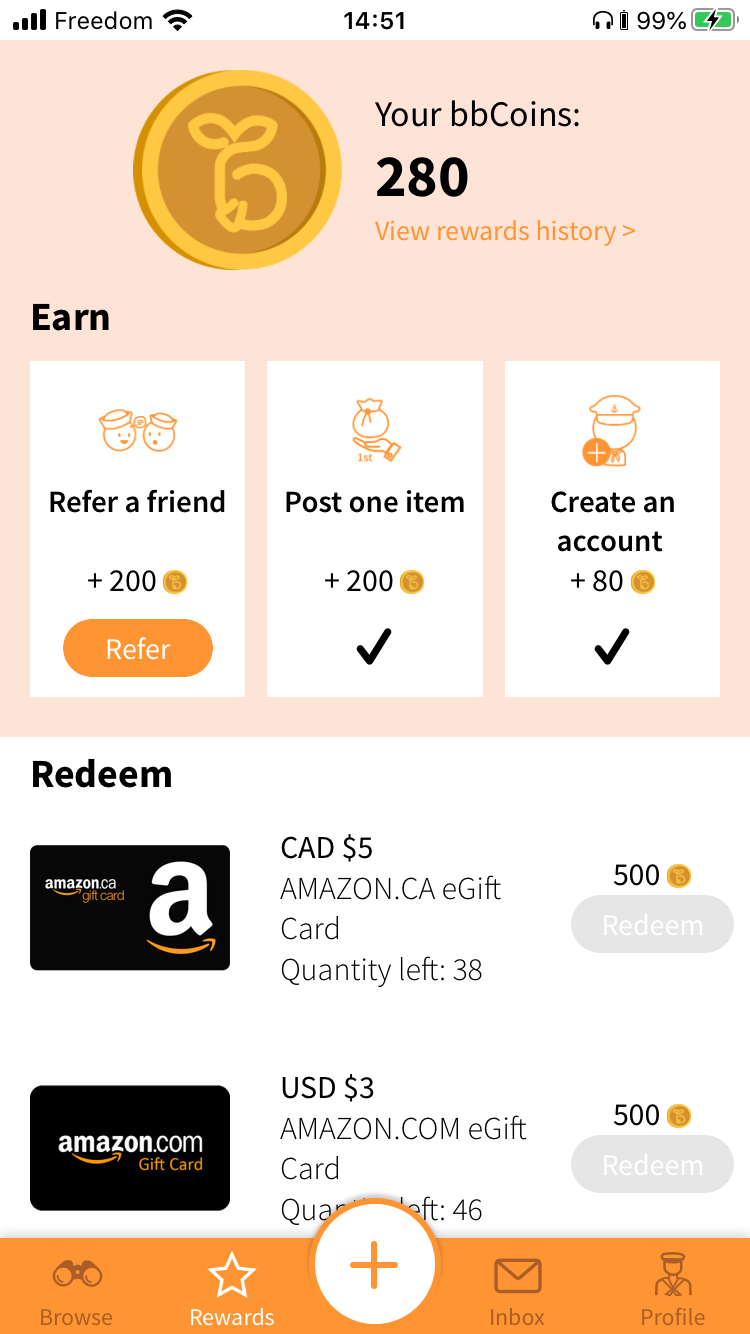 Freedom 14:51 99%
Your bbCoins:
280
View rewards history >
Earn
1st
Refer a friend
+ 200
Refer
Post one item
+ 200
Create an
account
+ 80
Redeem
amazon.ca
gift card
a
CAD $5
AMAZON.CA eGift
Card
Quantity left: 38
500
Redeem
amazon.com
Gift Card
USD $3
AMAZON.COM eGift
Card
left: 46
500
Redeem
Browse
Rewards
Inbox
Profile